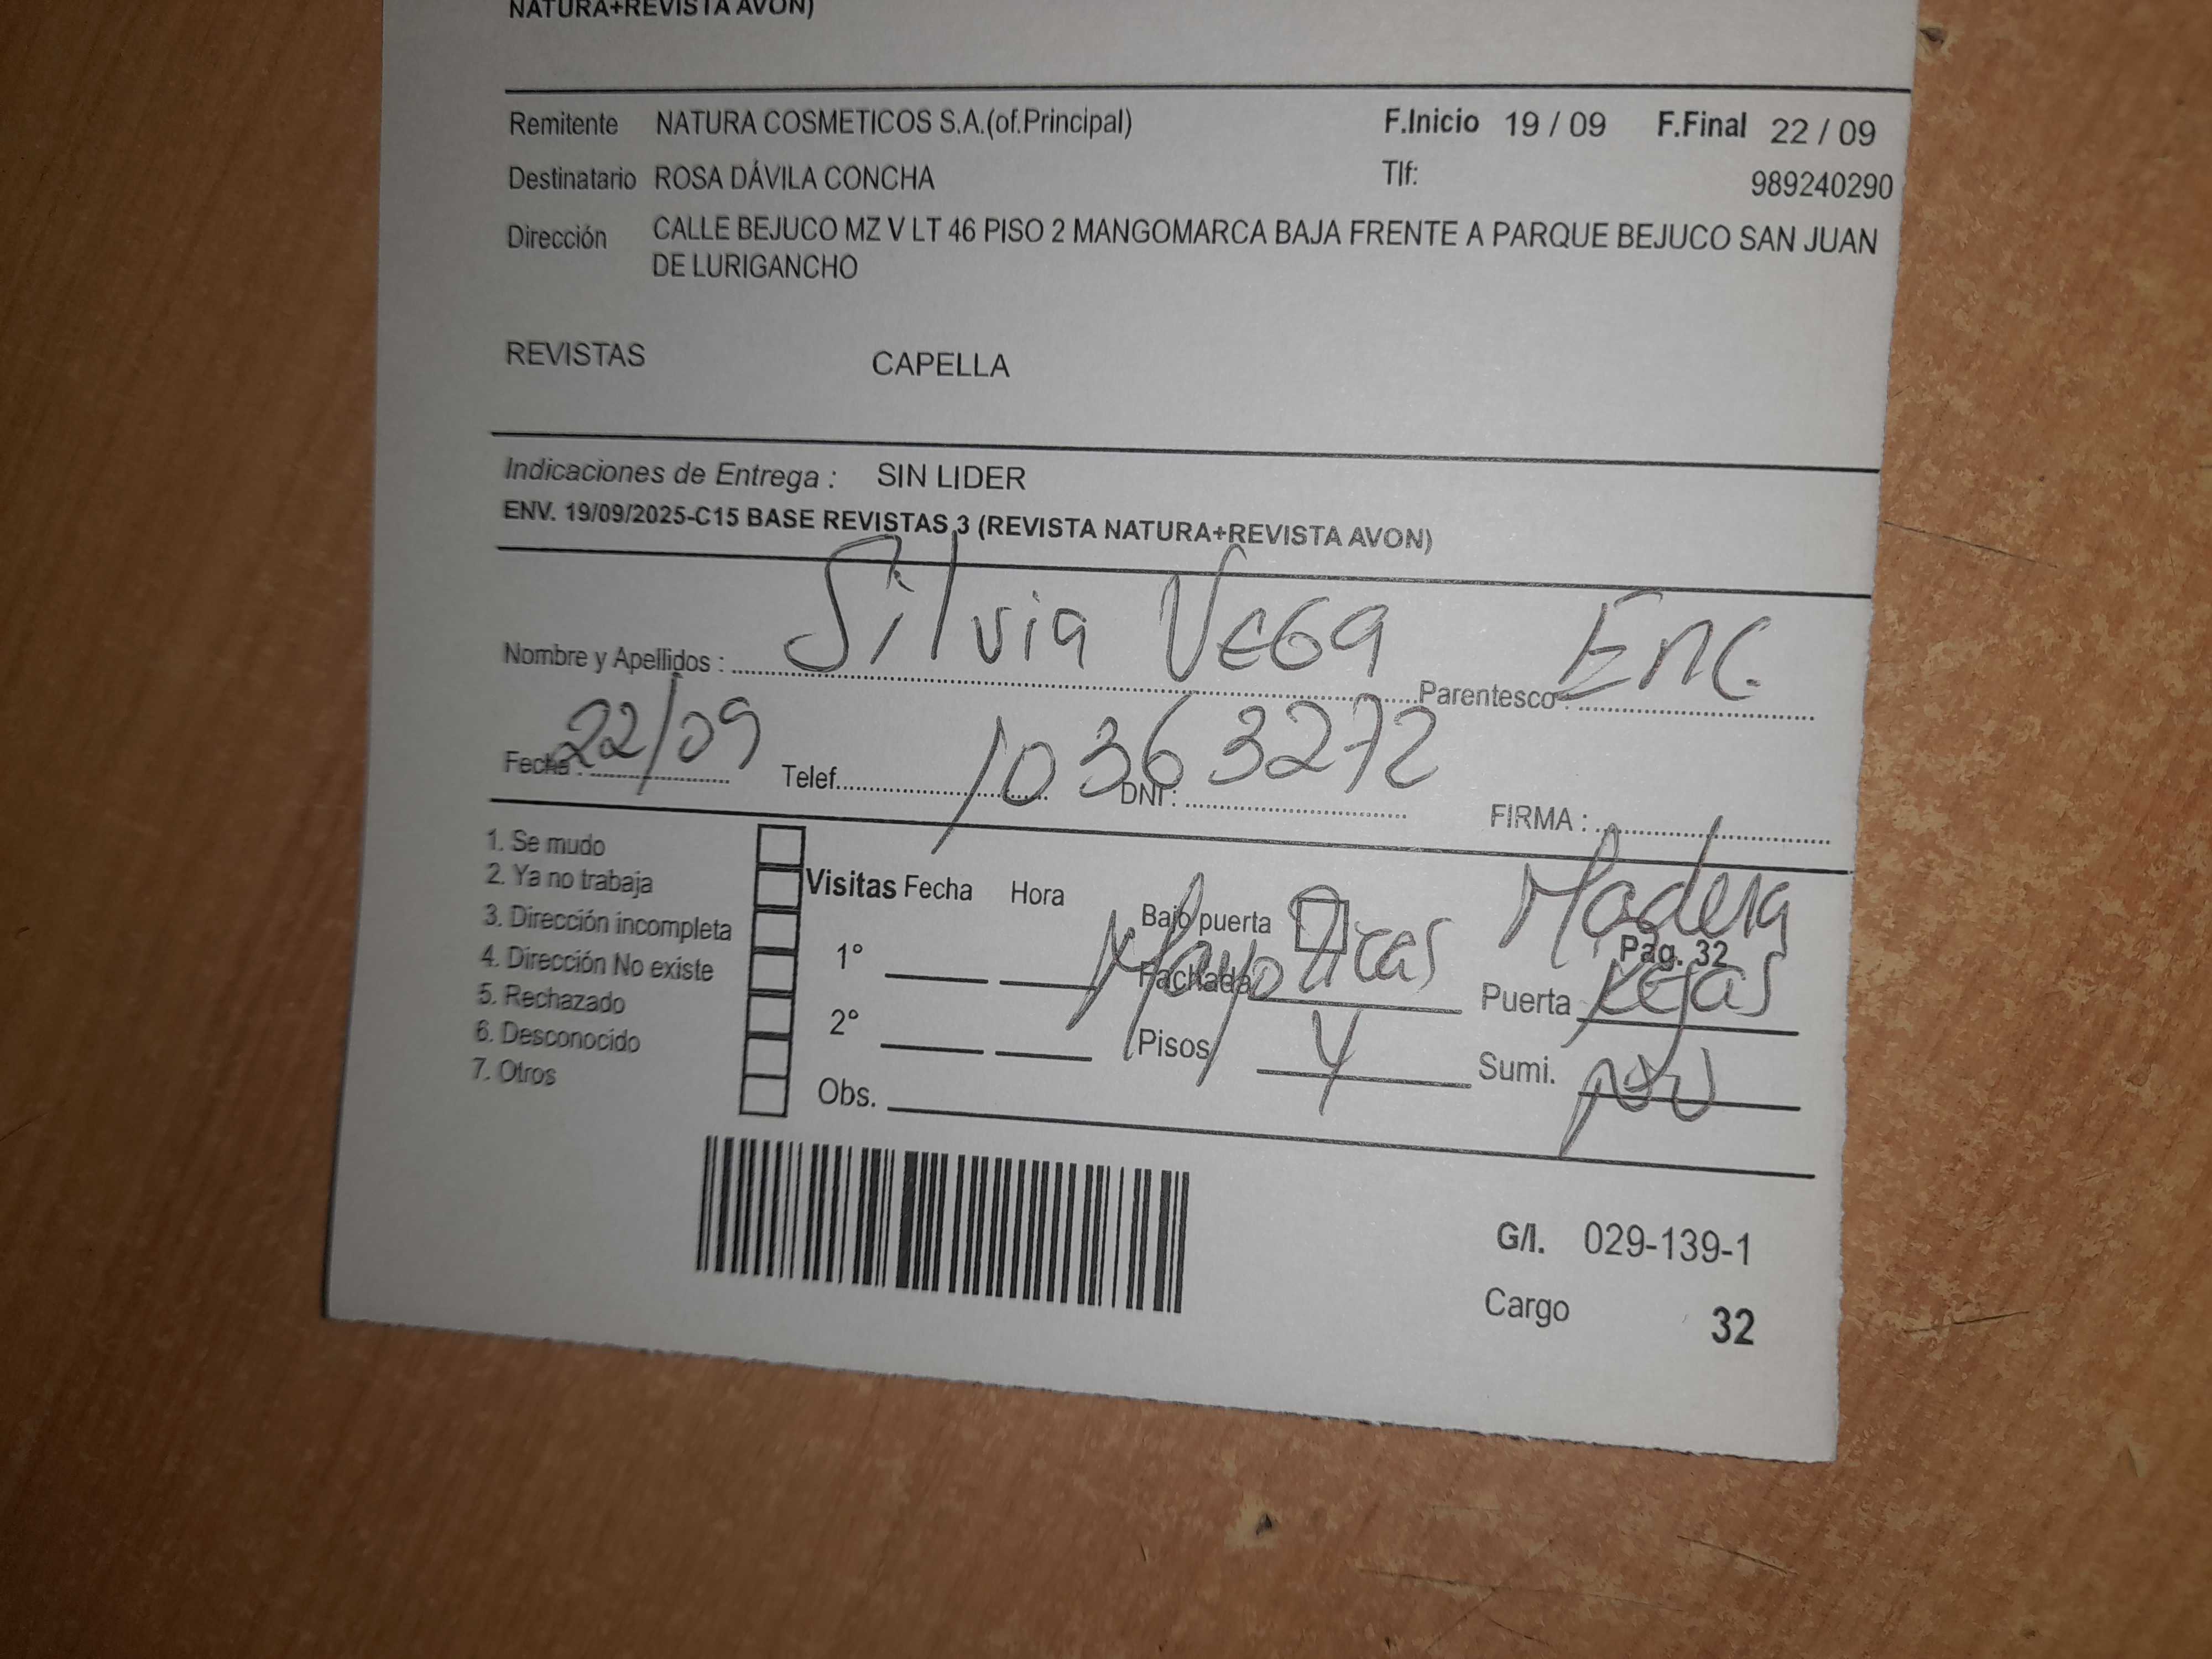 NATURA+REVISTA AVON)
Remitente NATURA COSMETICOS S.A.(of.Principal) F.Inicio 19 / 09 F.Final 22 / 09
Destinatario ROSA DÁVILA CONCHA Tlf: 989240290
Dirección CALLE BEJUCO MZ V LT 46 PISO 2 MANGOMARCA BAJA FRENTE A PARQUE BEJUCO SAN JUAN
DE LURIGANCHO
REVISTAS CAPELLA
Indicaciones de Entrega : SIN LIDER
ENV. 19/09/2025-C15 BASE REVISTAS 3 (REVISTA NATURA+REVISTA AVON)
Nombre y Apellidos : Silvia Vega Parentesco : Enc.
Fecha : 22/09 Telef. DNI : 10363272 FIRMA :
1. Se mudo
2. Ya no trabaja
3. Dirección incompleta
4. Dirección No existe
5. Rechazado
6. Desconocido
7. Otros
Visitas Fecha Hora
1°
2°
Obs.
Bajo puerta
Fachada Mayolicas
Pisos 4
Madera
Pag. 32
Puerta rejas
Sumi.
G/I. 029-139-1
Cargo 32